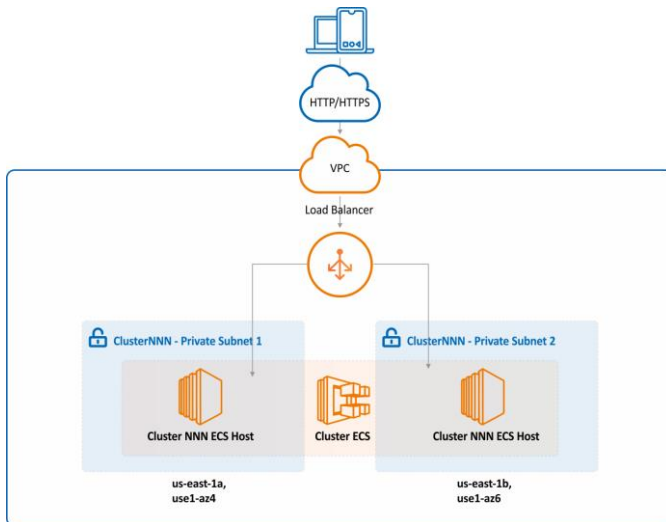 HTTP/HTTPS
VPC
Load Balancer
ClusterNNN - Private Subnet 1
ClusterNNN - Private Subnet 2
Cluster NNN ECS Host
Cluster ECS
Cluster NNN ECS Host
us-east-1a,
use1-az4
us-east-1b,
use1-az6